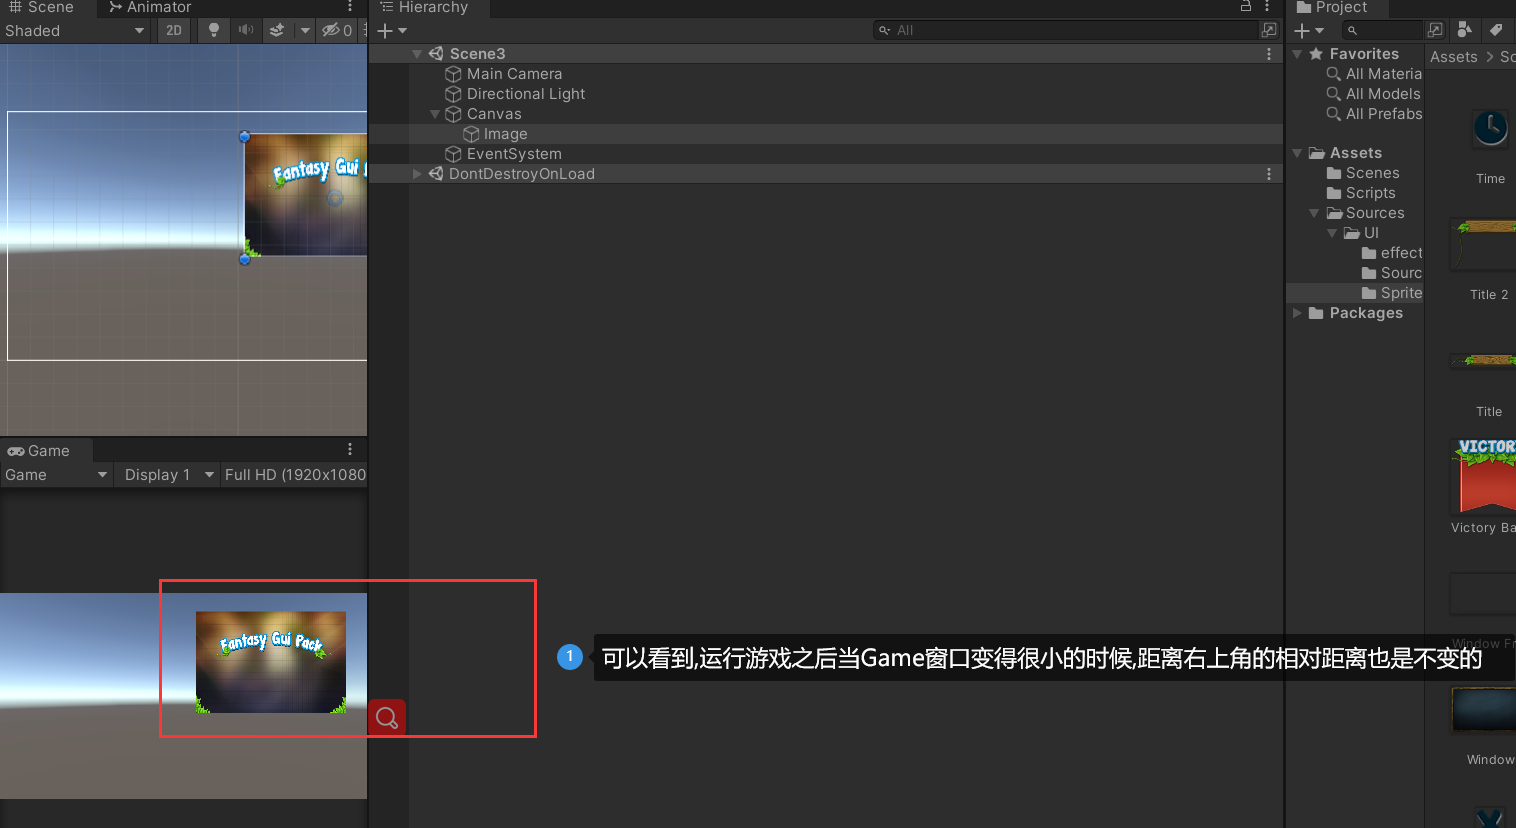 Scene
Animator
Hierarchy
Project
Shaded
2D
0
All
Scene3
Main Camera
Directional Light
Canvas
Image
EventSystem
DontDestroyOnLoad
Favorites
All Materia
All Models
All Prefabs
Assets
Scenes
Scripts
Sources
UI
effect
Sourc
Sprite
Packages
Assets > Sc
Time
Title 2
Title
VICTORY
Victory Ba
Window Fr
Window
Fantasy Gui P
Game
Game
Display 1
Full HD (1920x1080
Fantasy Gui Pack
1
可以看到,运行游戏之后当Game窗口变得很小的时候,距离右上角的相对距离也是不变的